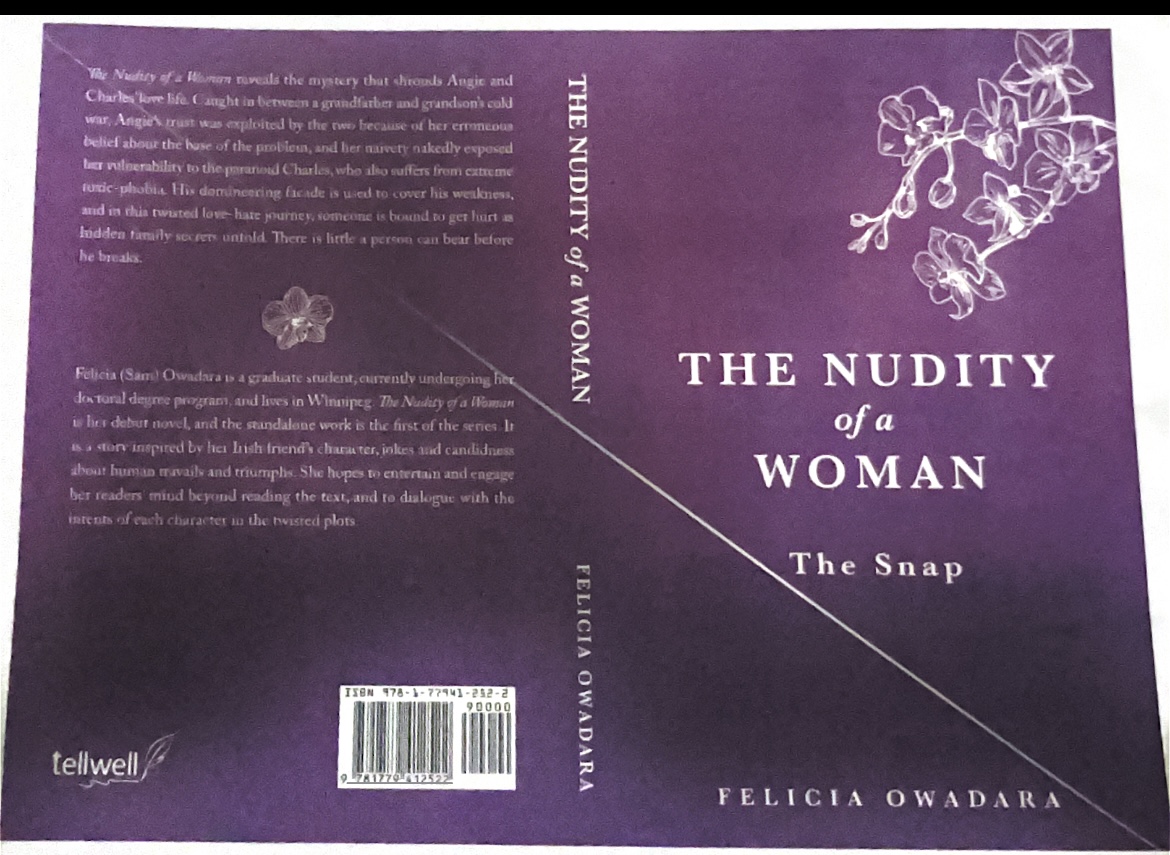 The Nudity of a Woman reveals the mystery that shrouds Angie and
Charles' love life. Caught in between a grandfather and grandson's cold
war, Angie's trust was exploited by the two because of her erroneous
belief about the base of the problem, and her naivety nakedly exposed
her vulnerability to the paranoid Charles, who also suffers from extreme
toxic-phobia. His domineering facade is used to cover his weakness,
and in this twisted love-hate journey, someone is bound to get hurt as
hidden family secrets untold. There is little a person can bear before
he breaks.
Felicia (Sam) Owadara is a graduate student, currently undergoing her
doctoral degree program, and lives in Winnipeg. The Nudity of a Woman
is her debut novel, and the standalone work is the first of the series. It
is a story inspired by her Irish friend's character, jokes and candidness
about human travails and triumphs. She hopes to entertain and engage
her readers mind beyond reading the text, and to dialogue with the
intents of each character in the twisted plots
tellwell
ISBN 978-1-77941-252-2
90000
9 781779 412522
THE NUDITY of a WOMAN
FELICIA OWADARA
THE NUDITY
of a
WOMAN
The Snap
FELICIA OWADARA